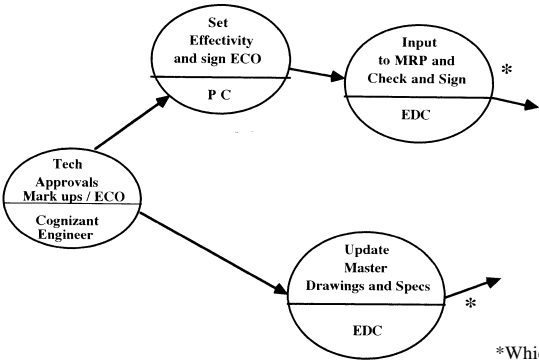 Set
Effectivity
and sign ECO
P C
Input
to MRP and
Check and Sign
EDC
*
Tech
Approvals
Mark ups / ECO
Cognizant
Engineer
Update
Master
Drawings and Specs
EDC
*